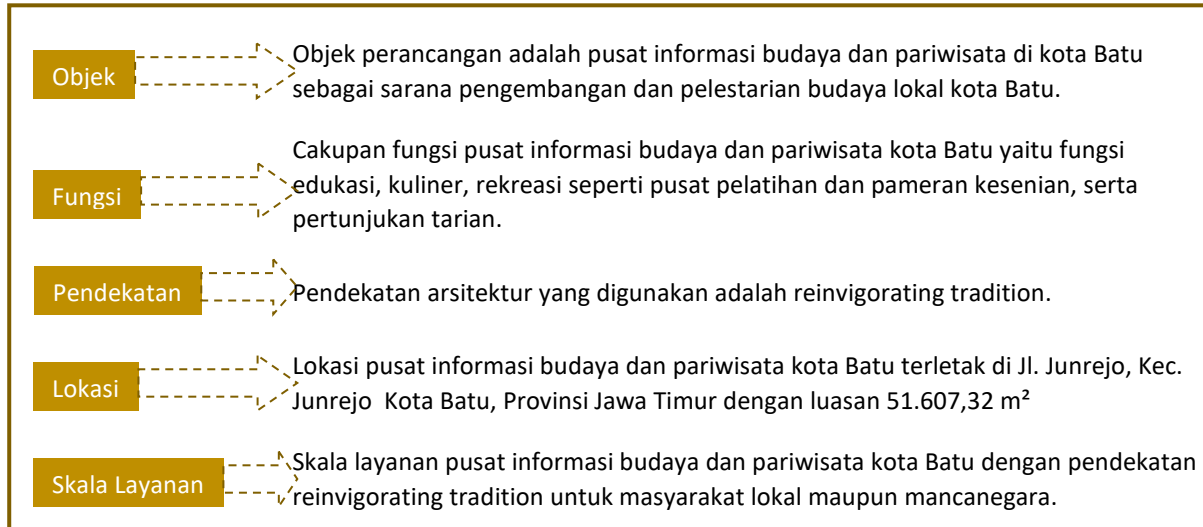 Objek
Objek perancangan adalah pusat informasi budaya dan pariwisata di kota Batu
sebagai sarana pengembangan dan pelestarian budaya lokal kota Batu.
Fungsi
Cakupan fungsi pusat informasi budaya dan pariwisata kota Batu yaitu fungsi
edukasi, kuliner, rekreasi seperti pusat pelatihan dan pameran kesenian, serta
pertunjukan tarian.
Pendekatan
Pendekatan arsitektur yang digunakan adalah reinvigorating tradition.
Lokasi
Lokasi pusat informasi budaya dan pariwisata kota Batu terletak di Jl. Junrejo, Kec.
Junrejo Kota Batu, Provinsi Jawa Timur dengan luasan 51.607,32 m²
Skala Layanan
Skala layanan pusat informasi budaya dan pariwisata kota Batu dengan pendekatan
reinvigorating tradition untuk masyarakat lokal maupun mancanegara.